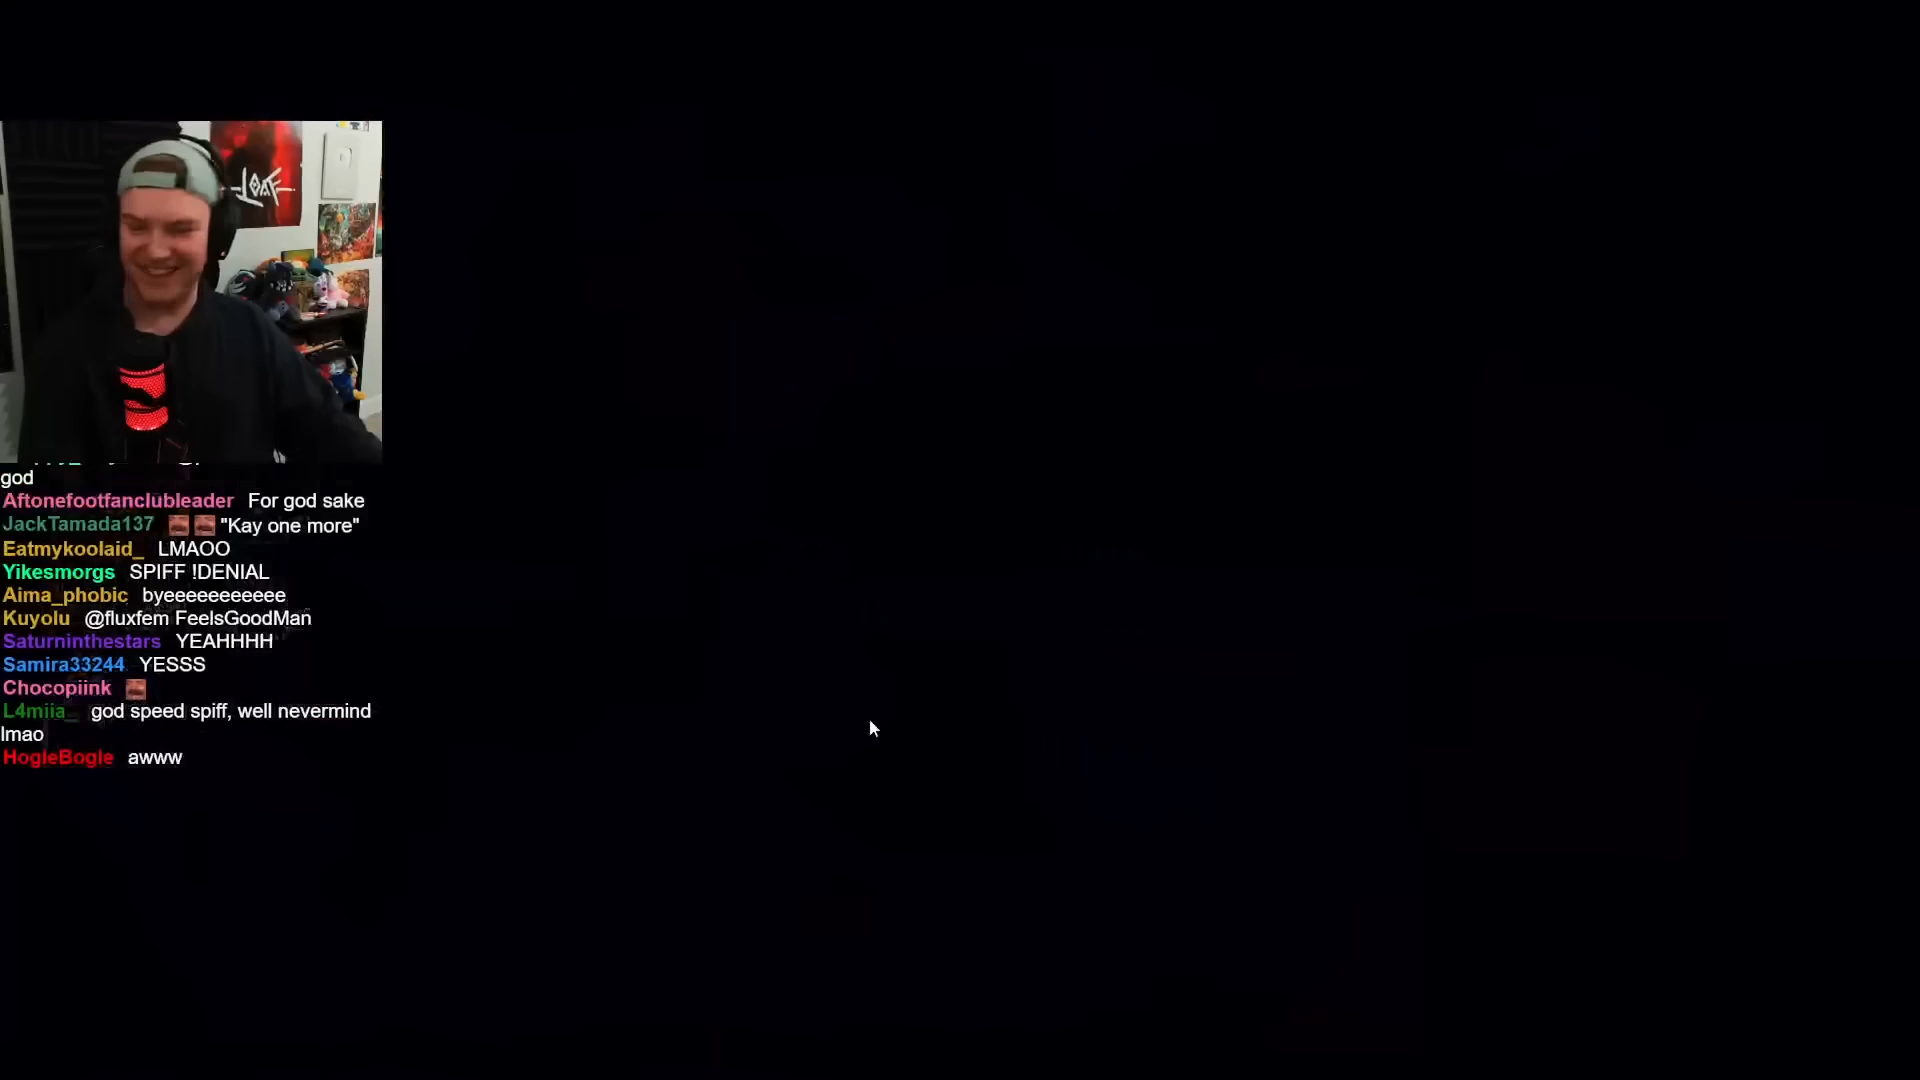 LOAF
god
Aftonefootfanclubleader For god sake
JackTamada137 "Kay one more"
Eatmykoolaid_ LMAOO
Yikesmorgs SPIFF !DENIAL
Aima_phobic byeeeeeeeeeee
Kuyolu @fluxfem FeelsGoodMan
Saturninthestars YEAHHHH
Samira33244 YESSS
Chocopiink
L4miia_ god speed spiff, well nevermind
lmao
HogleBogle awww